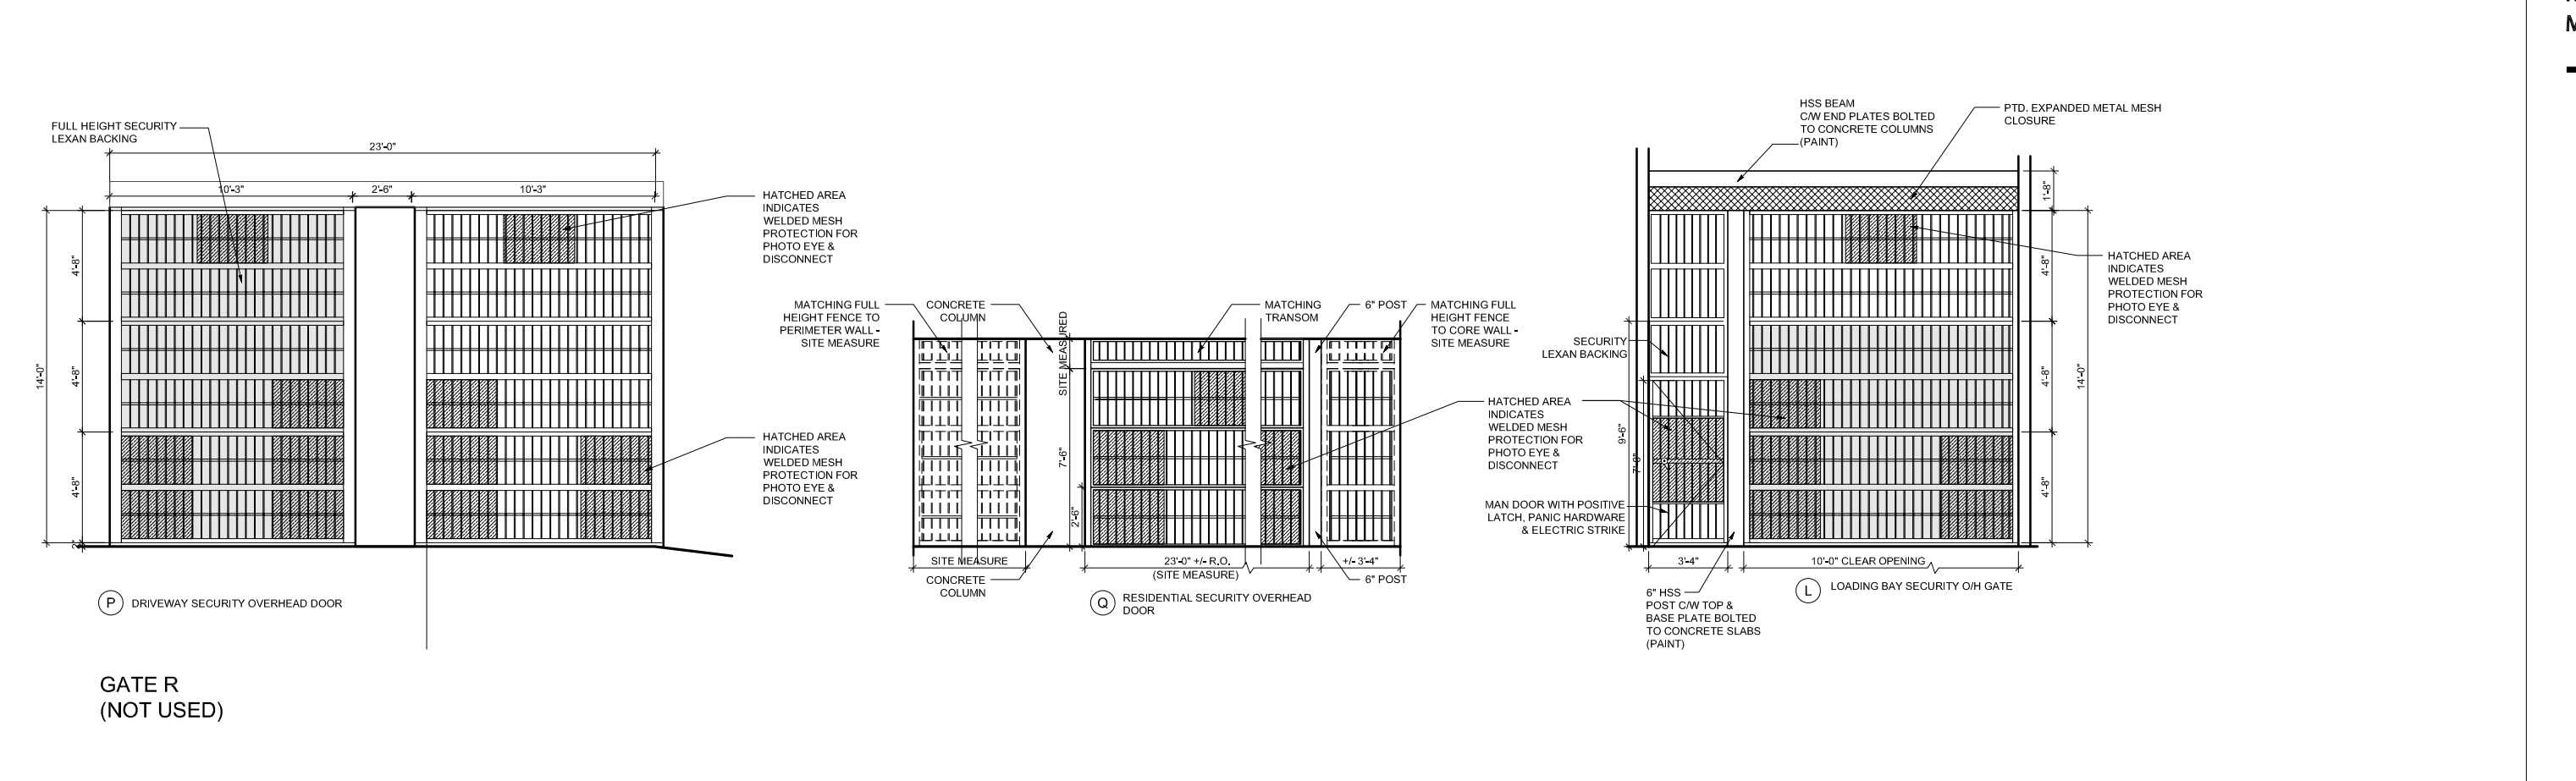 FULL HEIGHT SECURITY
LEXAN BACKING
23'-0"
10'-3"
2'-6"
10'-3"
14'-0"
4'-8"
4'-8"
4'-8"
2"
HATCHED AREA
INDICATES
WELDED MESH
PROTECTION FOR
PHOTO EYE &
DISCONNECT
HATCHED AREA
INDICATES
WELDED MESH
PROTECTION FOR
PHOTO EYE &
DISCONNECT
P
DRIVEWAY SECURITY OVERHEAD DOOR
GATE R
(NOT USED)
MATCHING FULL
HEIGHT FENCE TO
PERIMETER WALL -
SITE MEASURE
CONCRETE
COLUMN
SITE MEASURED
MATCHING
TRANSOM
6" POST
MATCHING FULL
HEIGHT FENCE
TO CORE WALL -
SITE MEASURE
7'-6"
2'-6"
HATCHED AREA
INDICATES
WELDED MESH
PROTECTION FOR
PHOTO EYE &
DISCONNECT
SITE MEASURE
23'-0" +/- R.O.
(SITE MEASURE)
+/- 3'-4"
CONCRETE
COLUMN
6" POST
Q
RESIDENTIAL SECURITY OVERHEAD
DOOR
HSS BEAM
C/W END PLATES BOLTED
TO CONCRETE COLUMNS
(PAINT)
PTD. EXPANDED METAL MESH
CLOSURE
1'-8"
4'-8"
4'-8"
4'-8"
14'-0"
HATCHED AREA
INDICATES
WELDED MESH
PROTECTION FOR
PHOTO EYE &
DISCONNECT
SECURITY
LEXAN BACKING
9'-6"
MAN DOOR WITH POSITIVE
LATCH, PANIC HARDWARE
& ELECTRIC STRIKE
3'-4"
10'-0" CLEAR OPENING
6" HSS
POST C/W TOP &
BASE PLATE BOLTED
TO CONCRETE SLABS
(PAINT)
L
LOADING BAY SECURITY O/H GATE